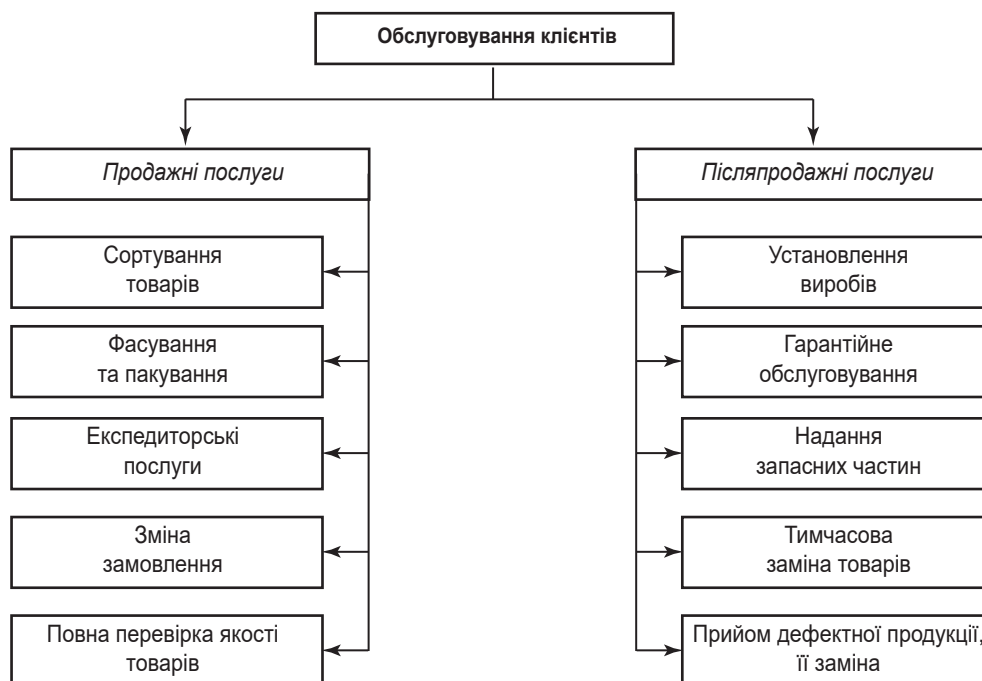 Обслуговування клієнтів
Продажні послуги
Сортування
товарів
Фасування
та пакування
Експедиторські
послуги
Зміна
замовлення
Повна перевірка якості
товарів
Післяпродажні послуги
Установлення
виробів
Гарантійне
обслуговування
Надання
запасних частин
Тимчасова
заміна товарів
Прийом дефектної продукції,
її заміна